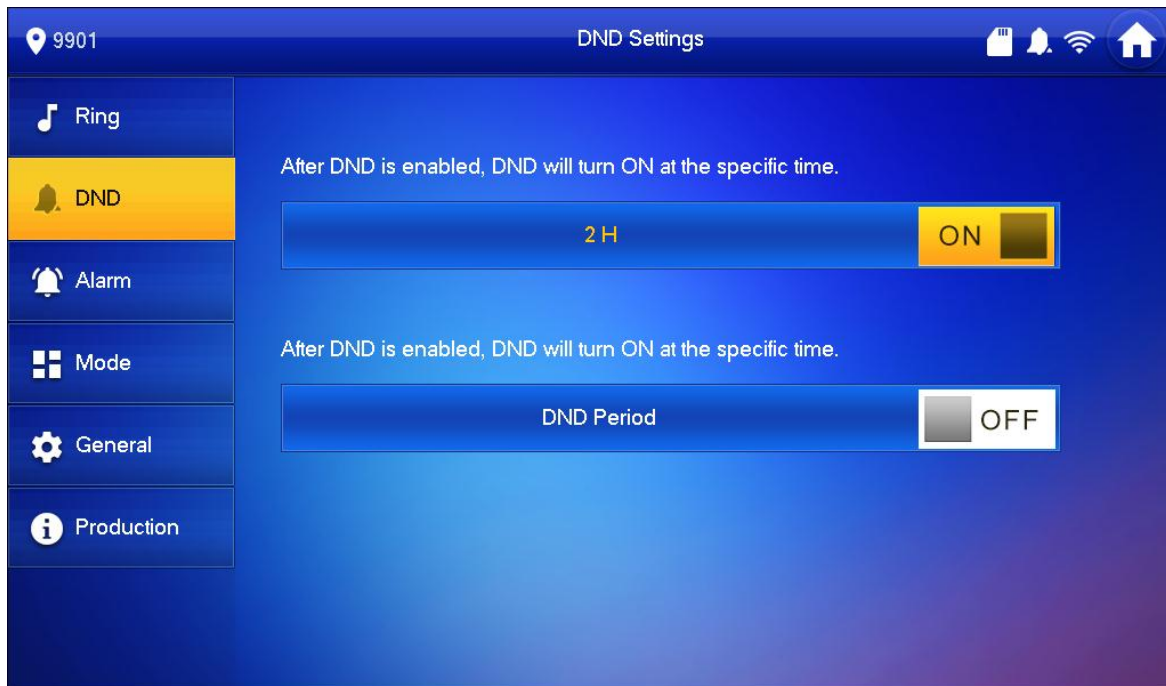 9901
DND Settings
Ring
DND
Alarm
Mode
General
Production
After DND is enabled, DND will turn ON at the specific time.
2 H
ON
After DND is enabled, DND will turn ON at the specific time.
DND Period
OFF